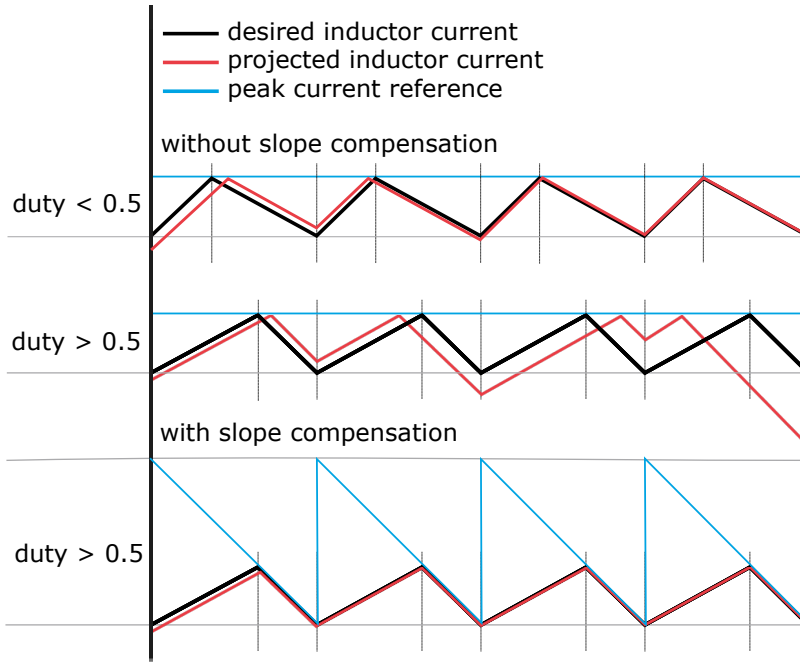 desired inductor current
projected inductor current
peak current reference
without slope compensation
duty < 0.5
duty > 0.5
with slope compensation
duty > 0.5